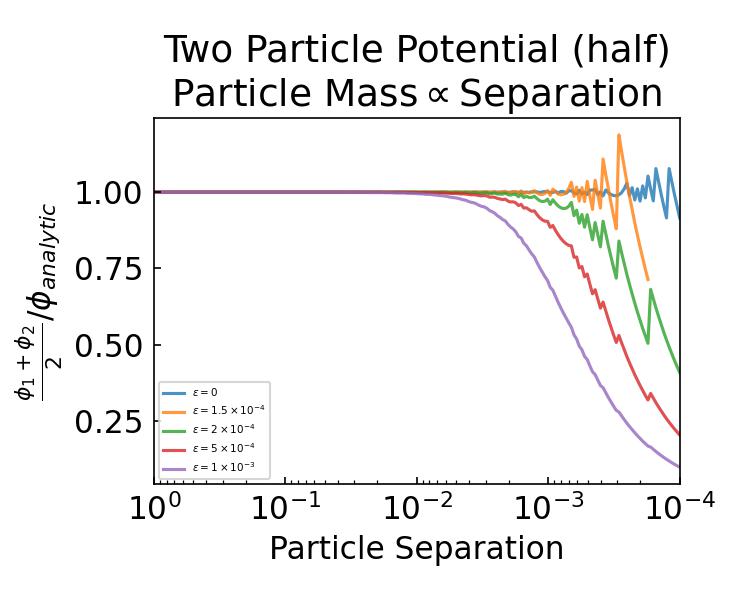 Two Particle Potential (half)
Particle Mass ∝ Separation
1.00
0.75
0.50
0.25
ϕ₁ + ϕ₂
2
/ϕ_analytic
ε = 0
ε = 1.5 × 10⁻⁴
ε = 2 × 10⁻⁴
ε = 5 × 10⁻⁴
ε = 1 × 10⁻³
10⁰ 10⁻¹ 10⁻² 10⁻³ 10⁻⁴
Particle Separation